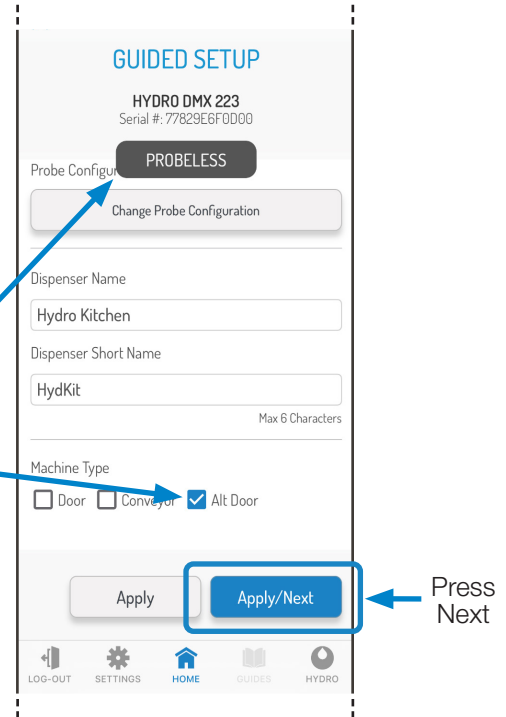 GUIDED SETUP
HYDRO DMX 223
Serial #: 77829E6F0D00
PROBELESS
Probe Configur
Change Probe Configuration
Dispenser Name
Hydro Kitchen
Dispenser Short Name
HydKit
Max 6 Characters
Machine Type
Door Conveyor Alt Door
Apply Apply/Next
Press
Next
LOG-OUT SETTINGS HOME GUIDES HYDRO